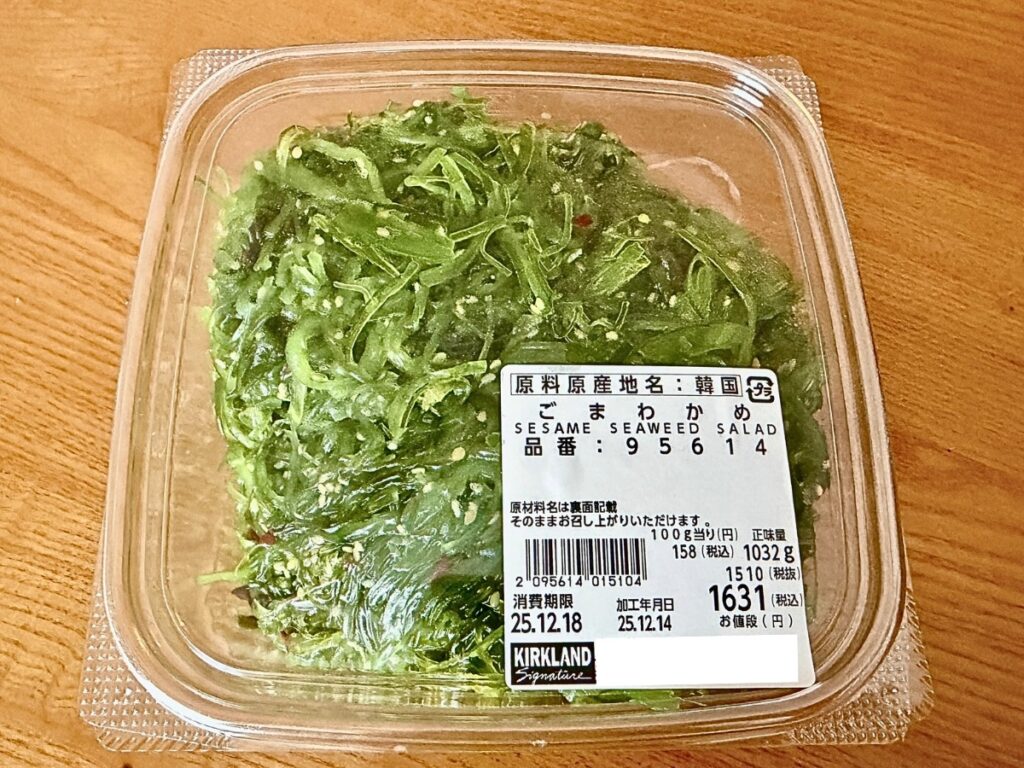 原料原産地名：韓国 プラ
ごまわかめ
SESAME SEAWEED SALAD
品番：95614
原材料名は裏面記載
そのままお召し上がりいただけます。
100g当り(円) 正味量
158 (税込) 1032g
1510 (税抜)
2 095614 015104
消費期限 加工年月日 1631 (税込)
25.12.18 25.12.14 お値段(円)
KIRKLAND
Signature